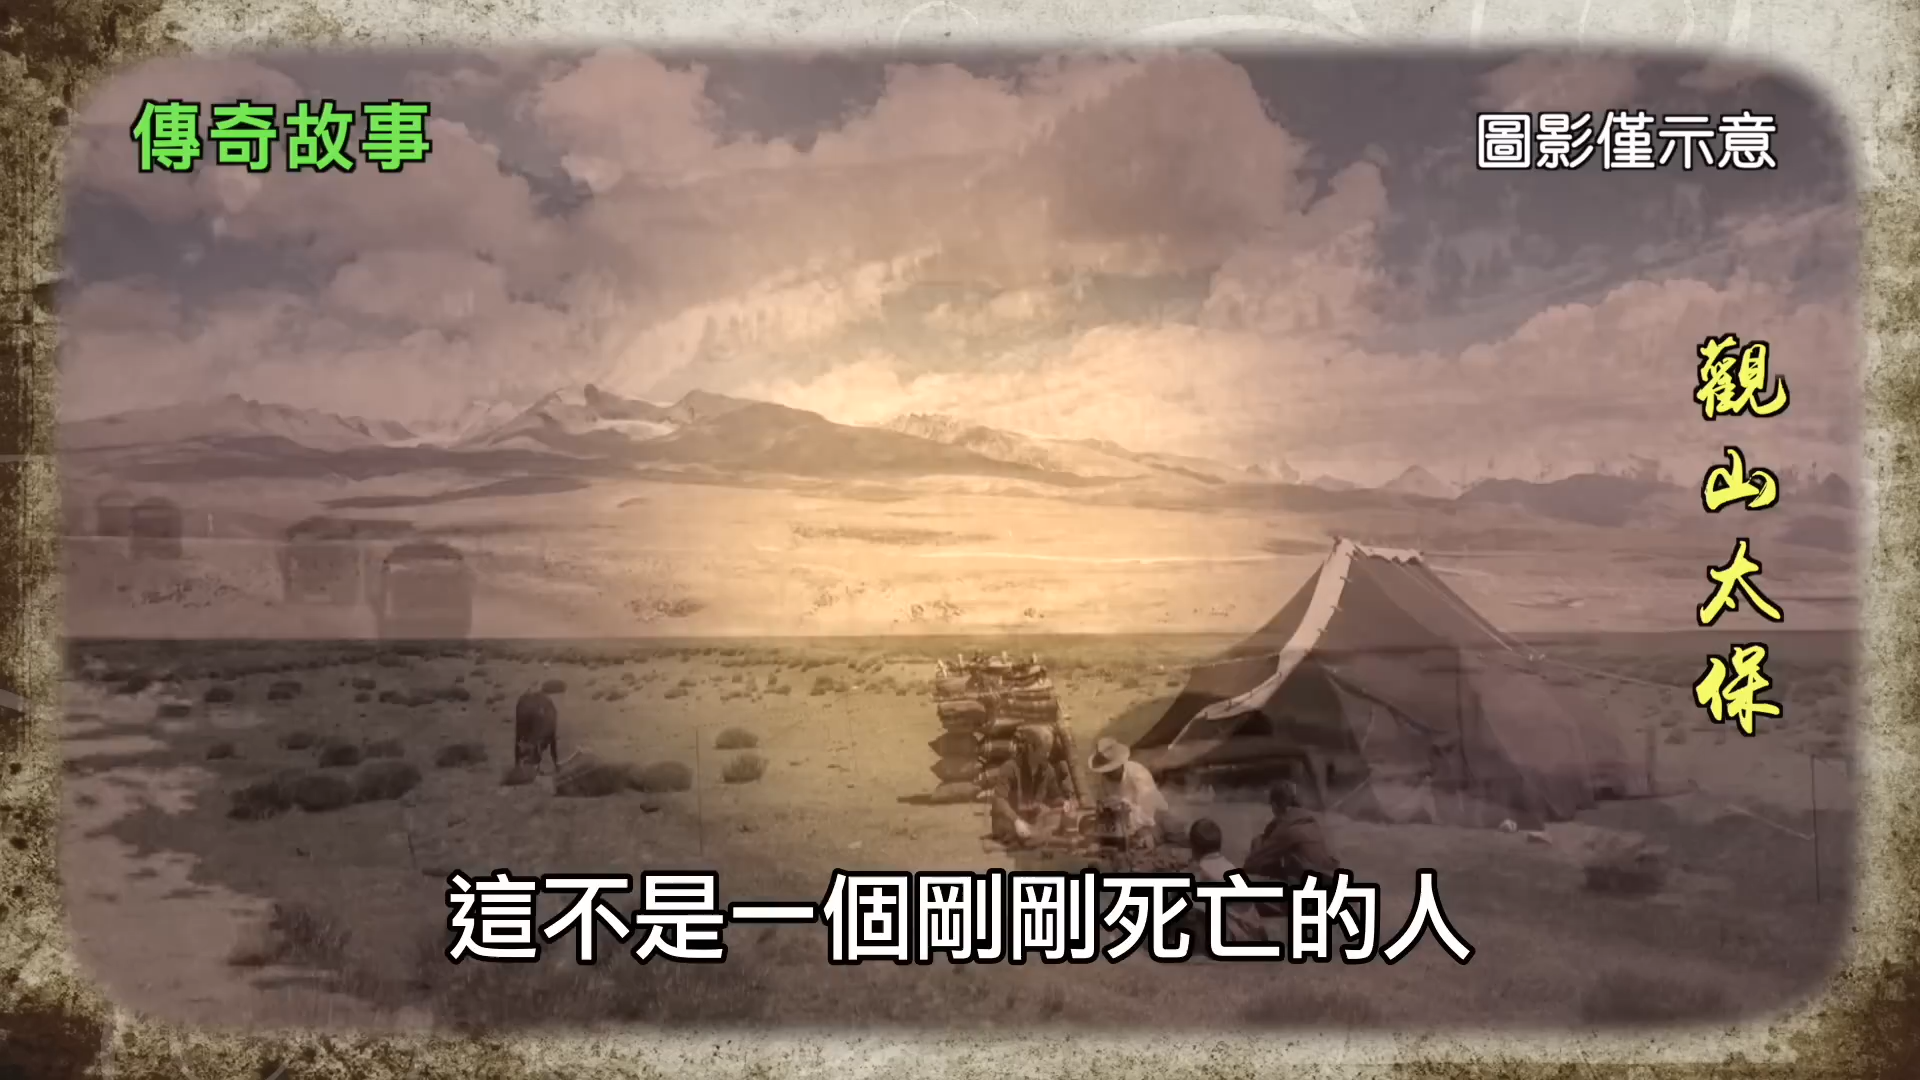 傳奇故事
圖影僅示意
觀山太保
這不是一個剛剛死亡的人